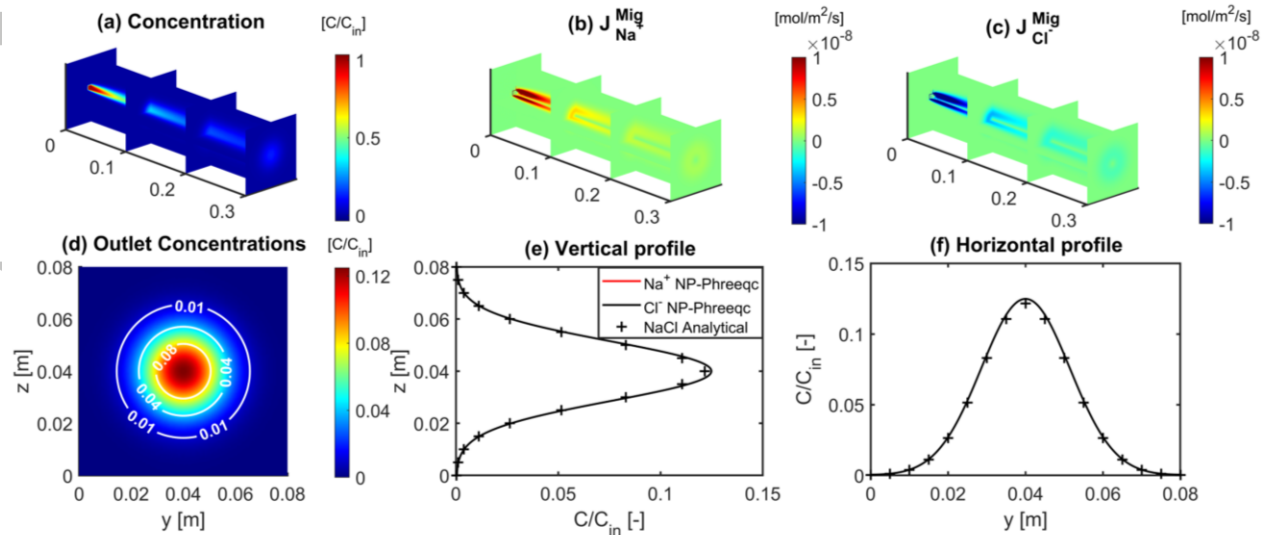 (a) Concentration
[C/C_in]
1
0.5
0
0
0.1
0.2
0.3
(b) J^Mig_Na+
[mol/m²/s]
×10⁻⁸
1
0.5
0
-0.5
-1
0
0.1
0.2
0.3
(c) J^Mig_Cl-
[mol/m²/s]
×10⁻⁸
1
0.5
0
-0.5
-1
0
0.1
0.2
0.3
(d) Outlet Concentrations
[C/C_in]
0.12
0.08
0.04
0
z [m]
0.08
0.06
0.04
0.02
0
0.01
0.08
0.04
0.04
0.01
0.01
0 0.02 0.04 0.06 0.08
y [m]
(e) Vertical profile
z [m]
0.08
0.06
0.04
0.02
0
Na⁺ NP-Phreeqc
Cl⁻ NP-Phreeqc
NaCl Analytical
0 0.05 0.1 0.15
C/C_in [-]
(f) Horizontal profile
C/C_in [-]
0.15
0.10
0.05
0.00
0 0.02 0.04 0.06 0.08
y [m]